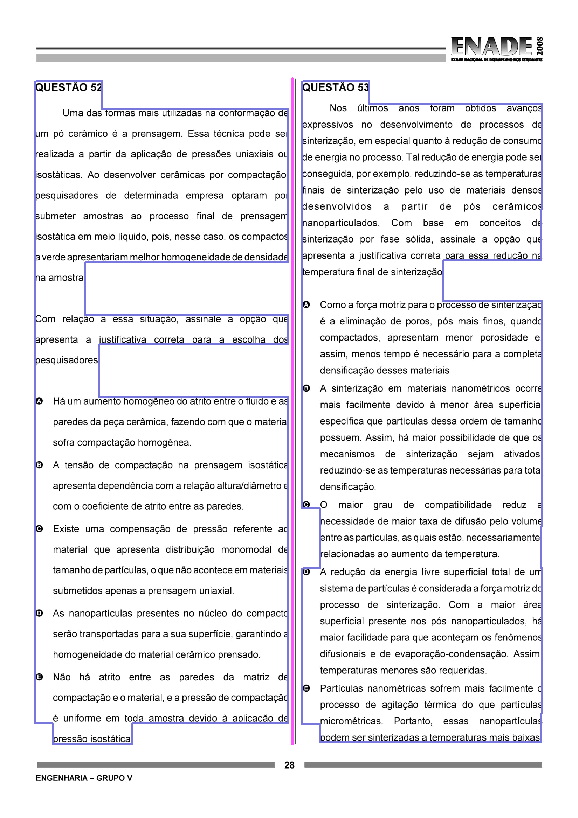 ENADE 2008
EXAME NACIONAL DE DESEMPENHO DOS ESTUDANTES
QUESTÃO 52
Uma das formas mais utilizadas na conformação de
um pó cerâmico é a prensagem. Essa técnica pode ser
realizada a partir da aplicação de pressões uniaxiais ou
isostáticas. Ao desenvolver cerâmicas por compactação,
pesquisadores de determinada empresa optaram por
submeter amostras ao processo final de prensagem
isostática em meio líquido, pois, nesse caso, os compactos
a verde apresentariam melhor homogeneidade de densidade
na amostra.
Com relação a essa situação, assinale a opção que
apresenta a justificativa correta para a escolha dos
pesquisadores.
A Há um aumento homogêneo do atrito entre o fluido e as
paredes da peça cerâmica, fazendo com que o material
sofra compactação homogênea.
B A tensão de compactação na prensagem isostática
apresenta dependência com a relação altura/diâmetro e
com o coeficiente de atrito entre as paredes.
C Existe uma compensação de pressão referente ao
material que apresenta distribuição monomodal de
tamanho de partículas, o que não acontece em materiais
submetidos apenas a prensagem uniaxial.
D As nanopartículas presentes no núcleo do compacto
serão transportadas para a sua superfície, garantindo a
homogeneidade do material cerâmico prensado.
E Não há atrito entre as paredes da matriz de
compactação e o material, e a pressão de compactação
é uniforme em toda amostra devido à aplicação de
pressão isostática.
QUESTÃO 53
Nos últimos anos foram obtidos avanços
expressivos no desenvolvimento de processos de
sinterização, em especial quanto à redução de consumo
de energia no processo. Tal redução de energia pode ser
conseguida, por exemplo, reduzindo-se as temperaturas
finais de sinterização pelo uso de materiais densos
desenvolvidos a partir de pós cerâmicos
nanoparticulados. Com base em conceitos de
sinterização por fase sólida, assinale a opção que
apresenta a justificativa correta para essa redução na
temperatura final de sinterização.
A Como a força motriz para o processo de sinterização
é a eliminação de poros, pós mais finos, quando
compactados, apresentam menor porosidade e,
assim, menos tempo é necessário para a completa
densificação desses materiais.
B A sinterização em materiais nanométricos ocorre
mais facilmente devido à menor área superficial
específica que partículas dessa ordem de tamanho
possuem. Assim, há maior possibilidade de que os
mecanismos de sinterização sejam ativados,
reduzindo-se as temperaturas necessárias para total
densificação.
C O maior grau de compatibilidade reduz a
necessidade de maior taxa de difusão pelo volume
entre as partículas, as quais estão, necessariamente,
relacionadas ao aumento da temperatura.
D A redução da energia livre superficial total de um
sistema de partículas é considerada a força motriz do
processo de sinterização. Com a maior área
superficial presente nos pós nanoparticulados, há
maior facilidade para que aconteçam os fenômenos
difusionais e de evaporação-condensação. Assim,
temperaturas menores são requeridas.
E Partículas nanométricas sofrem mais facilmente o
processo de agitação térmica do que partículas
micrométricas. Portanto, essas nanopartículas
podem ser sinterizadas a temperaturas mais baixas.
28
ENGENHARIA – GRUPO V